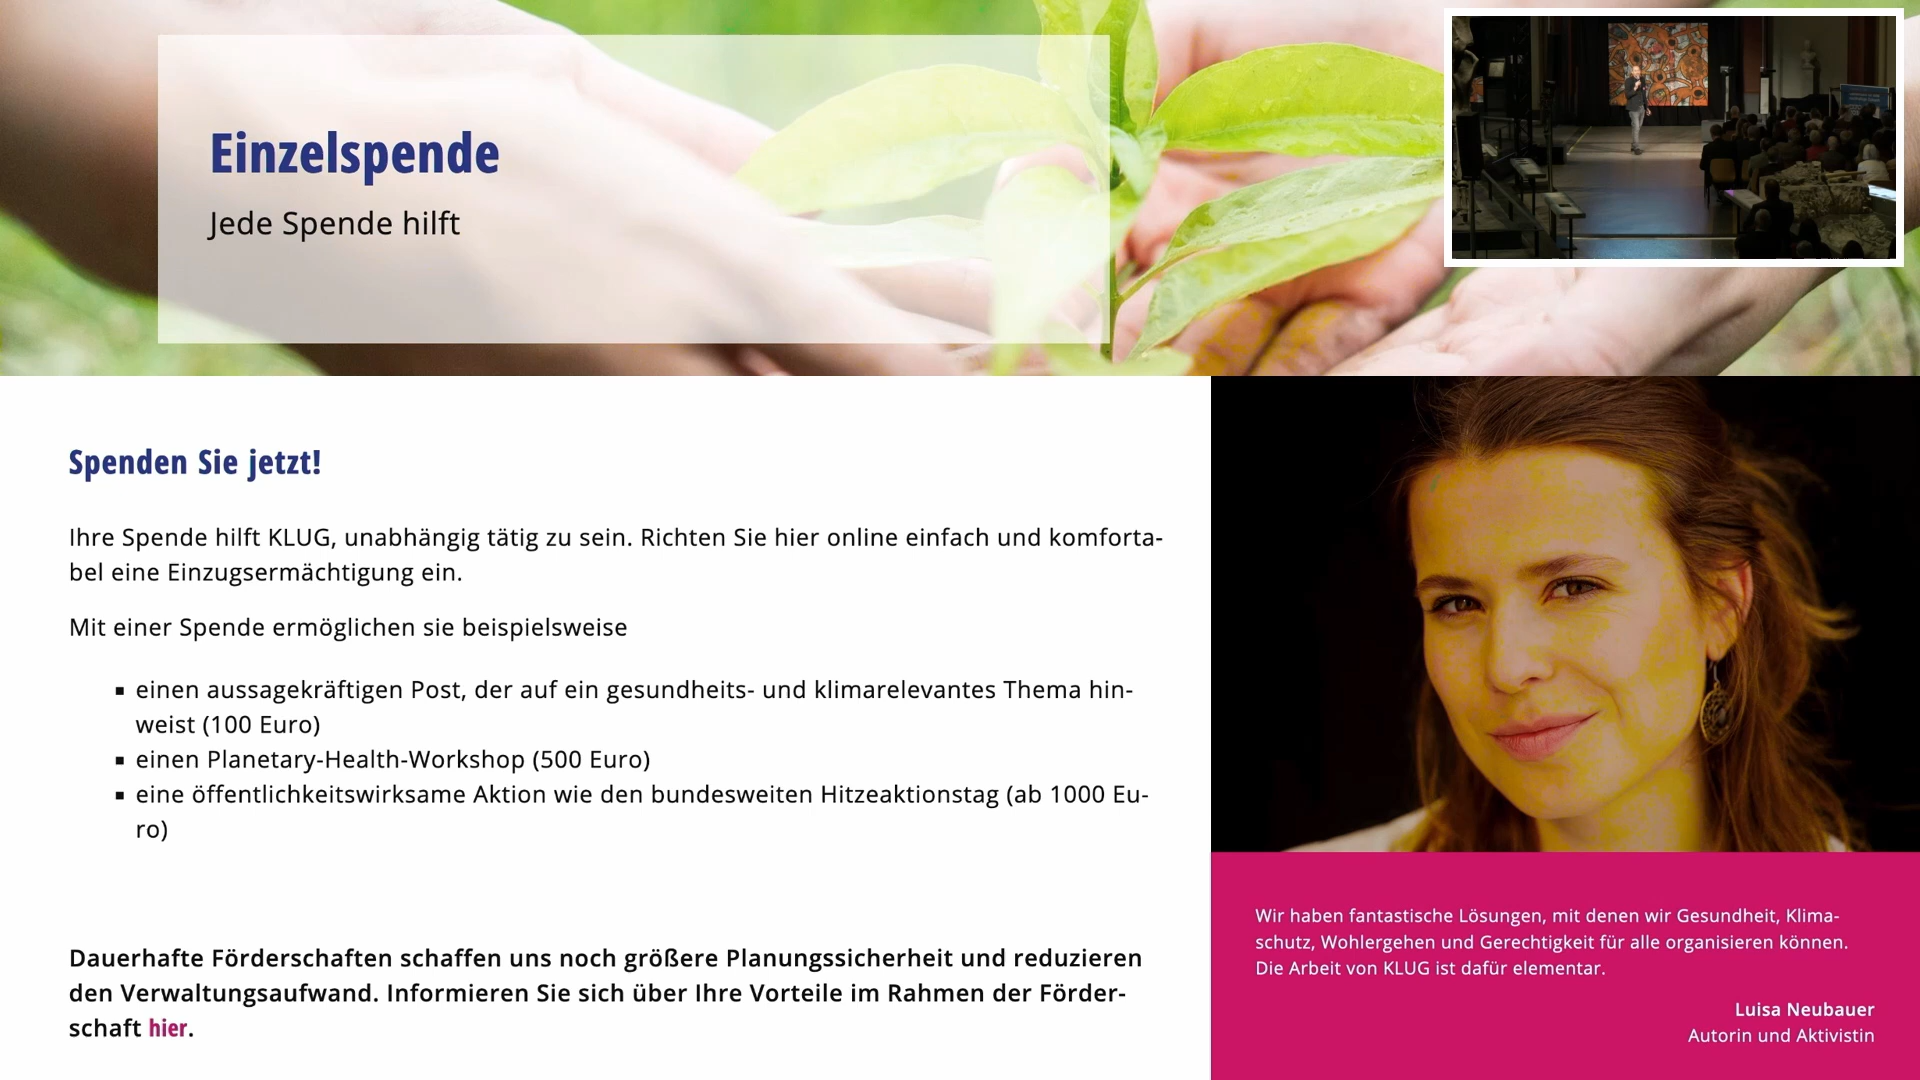 Einzelspende
Jede Spende hilft
Spenden Sie jetzt!
Ihre Spende hilft KLUG, unabhängig tätig zu sein. Richten Sie hier online einfach und komforta-
bel eine Einzugsermächtigung ein.
Mit einer Spende ermöglichen sie beispielsweise
▪ einen aussagekräftigen Post, der auf ein gesundheits- und klimarelevantes Thema hin-
weist (100 Euro)
▪ einen Planetary-Health-Workshop (500 Euro)
▪ eine öffentlichkeitswirksame Aktion wie den bundesweiten Hitzeaktionstag (ab 1000 Eu-
ro)
Dauerhafte Förderschaften schaffen uns noch größere Planungssicherheit und reduzieren
den Verwaltungsaufwand. Informieren Sie sich über Ihre Vorteile im Rahmen der Förder-
schaft hier.
Wir haben fantastische Lösungen, mit denen wir Gesundheit, Klima-
schutz, Wohlergehen und Gerechtigkeit für alle organisieren können.
Die Arbeit von KLUG ist dafür elementar.
Luisa Neubauer
Autorin und Aktivistin